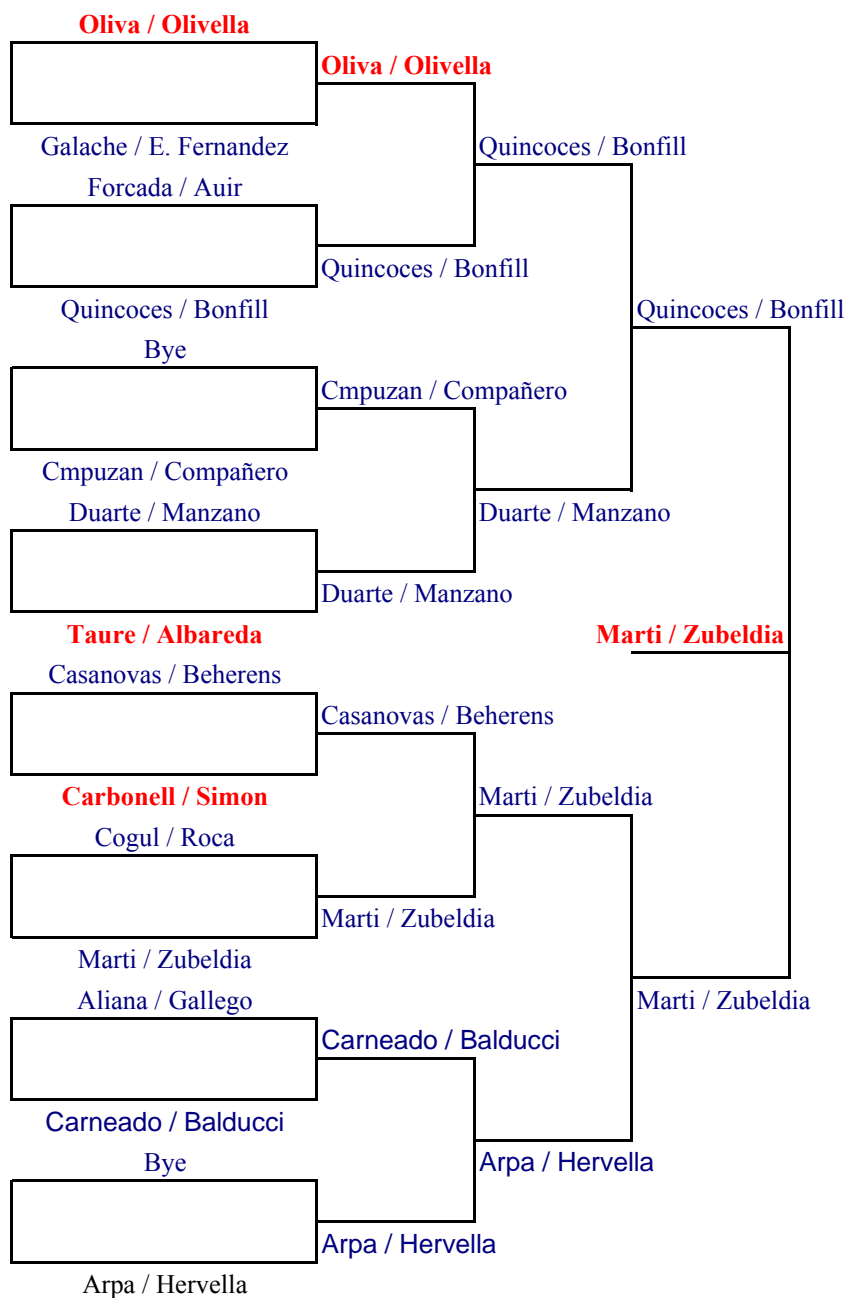 Oliva / Olivella
Oliva / Olivella
Galache / E. Fernandez
Quincoces / Bonfill
Forcada / Auir
Quincoces / Bonfill
Quincoces / Bonfill
Quincoces / Bonfill
Bye
Cmpuzan / Compañero
Cmpuzan / Compañero
Duarte / Manzano
Duarte / Manzano
Duarte / Manzano
Taure / Albareda
Marti / Zubeldia
Casanovas / Beherens
Casanovas / Beherens
Carbonell / Simon
Marti / Zubeldia
Cogul / Roca
Marti / Zubeldia
Marti / Zubeldia
Aliana / Gallego
Marti / Zubeldia
Carneado / Balducci
Carneado / Balducci
Bye
Arpa / Hervella
Arpa / Hervella
Arpa / Hervella